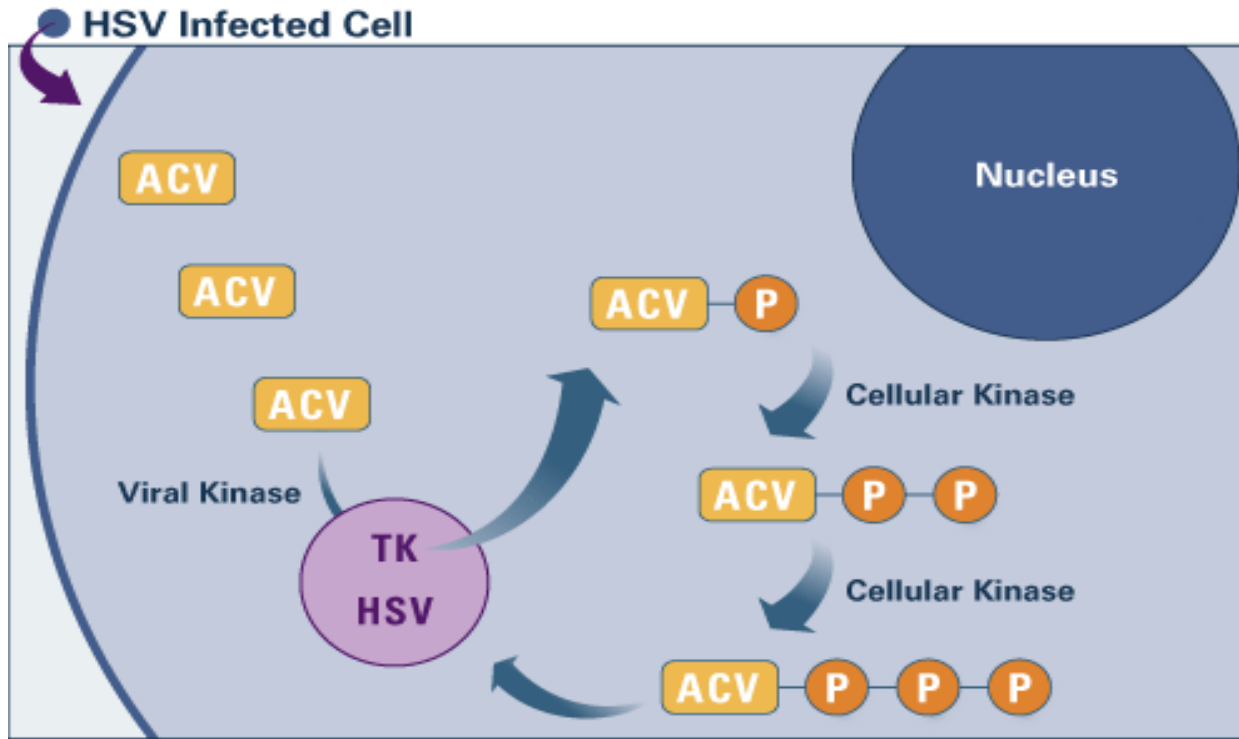 HSV Infected Cell
Nucleus
ACV
ACV
ACV P
ACV
Cellular Kinase
Viral Kinase
ACV P P
TK
HSV
Cellular Kinase
ACV P P P